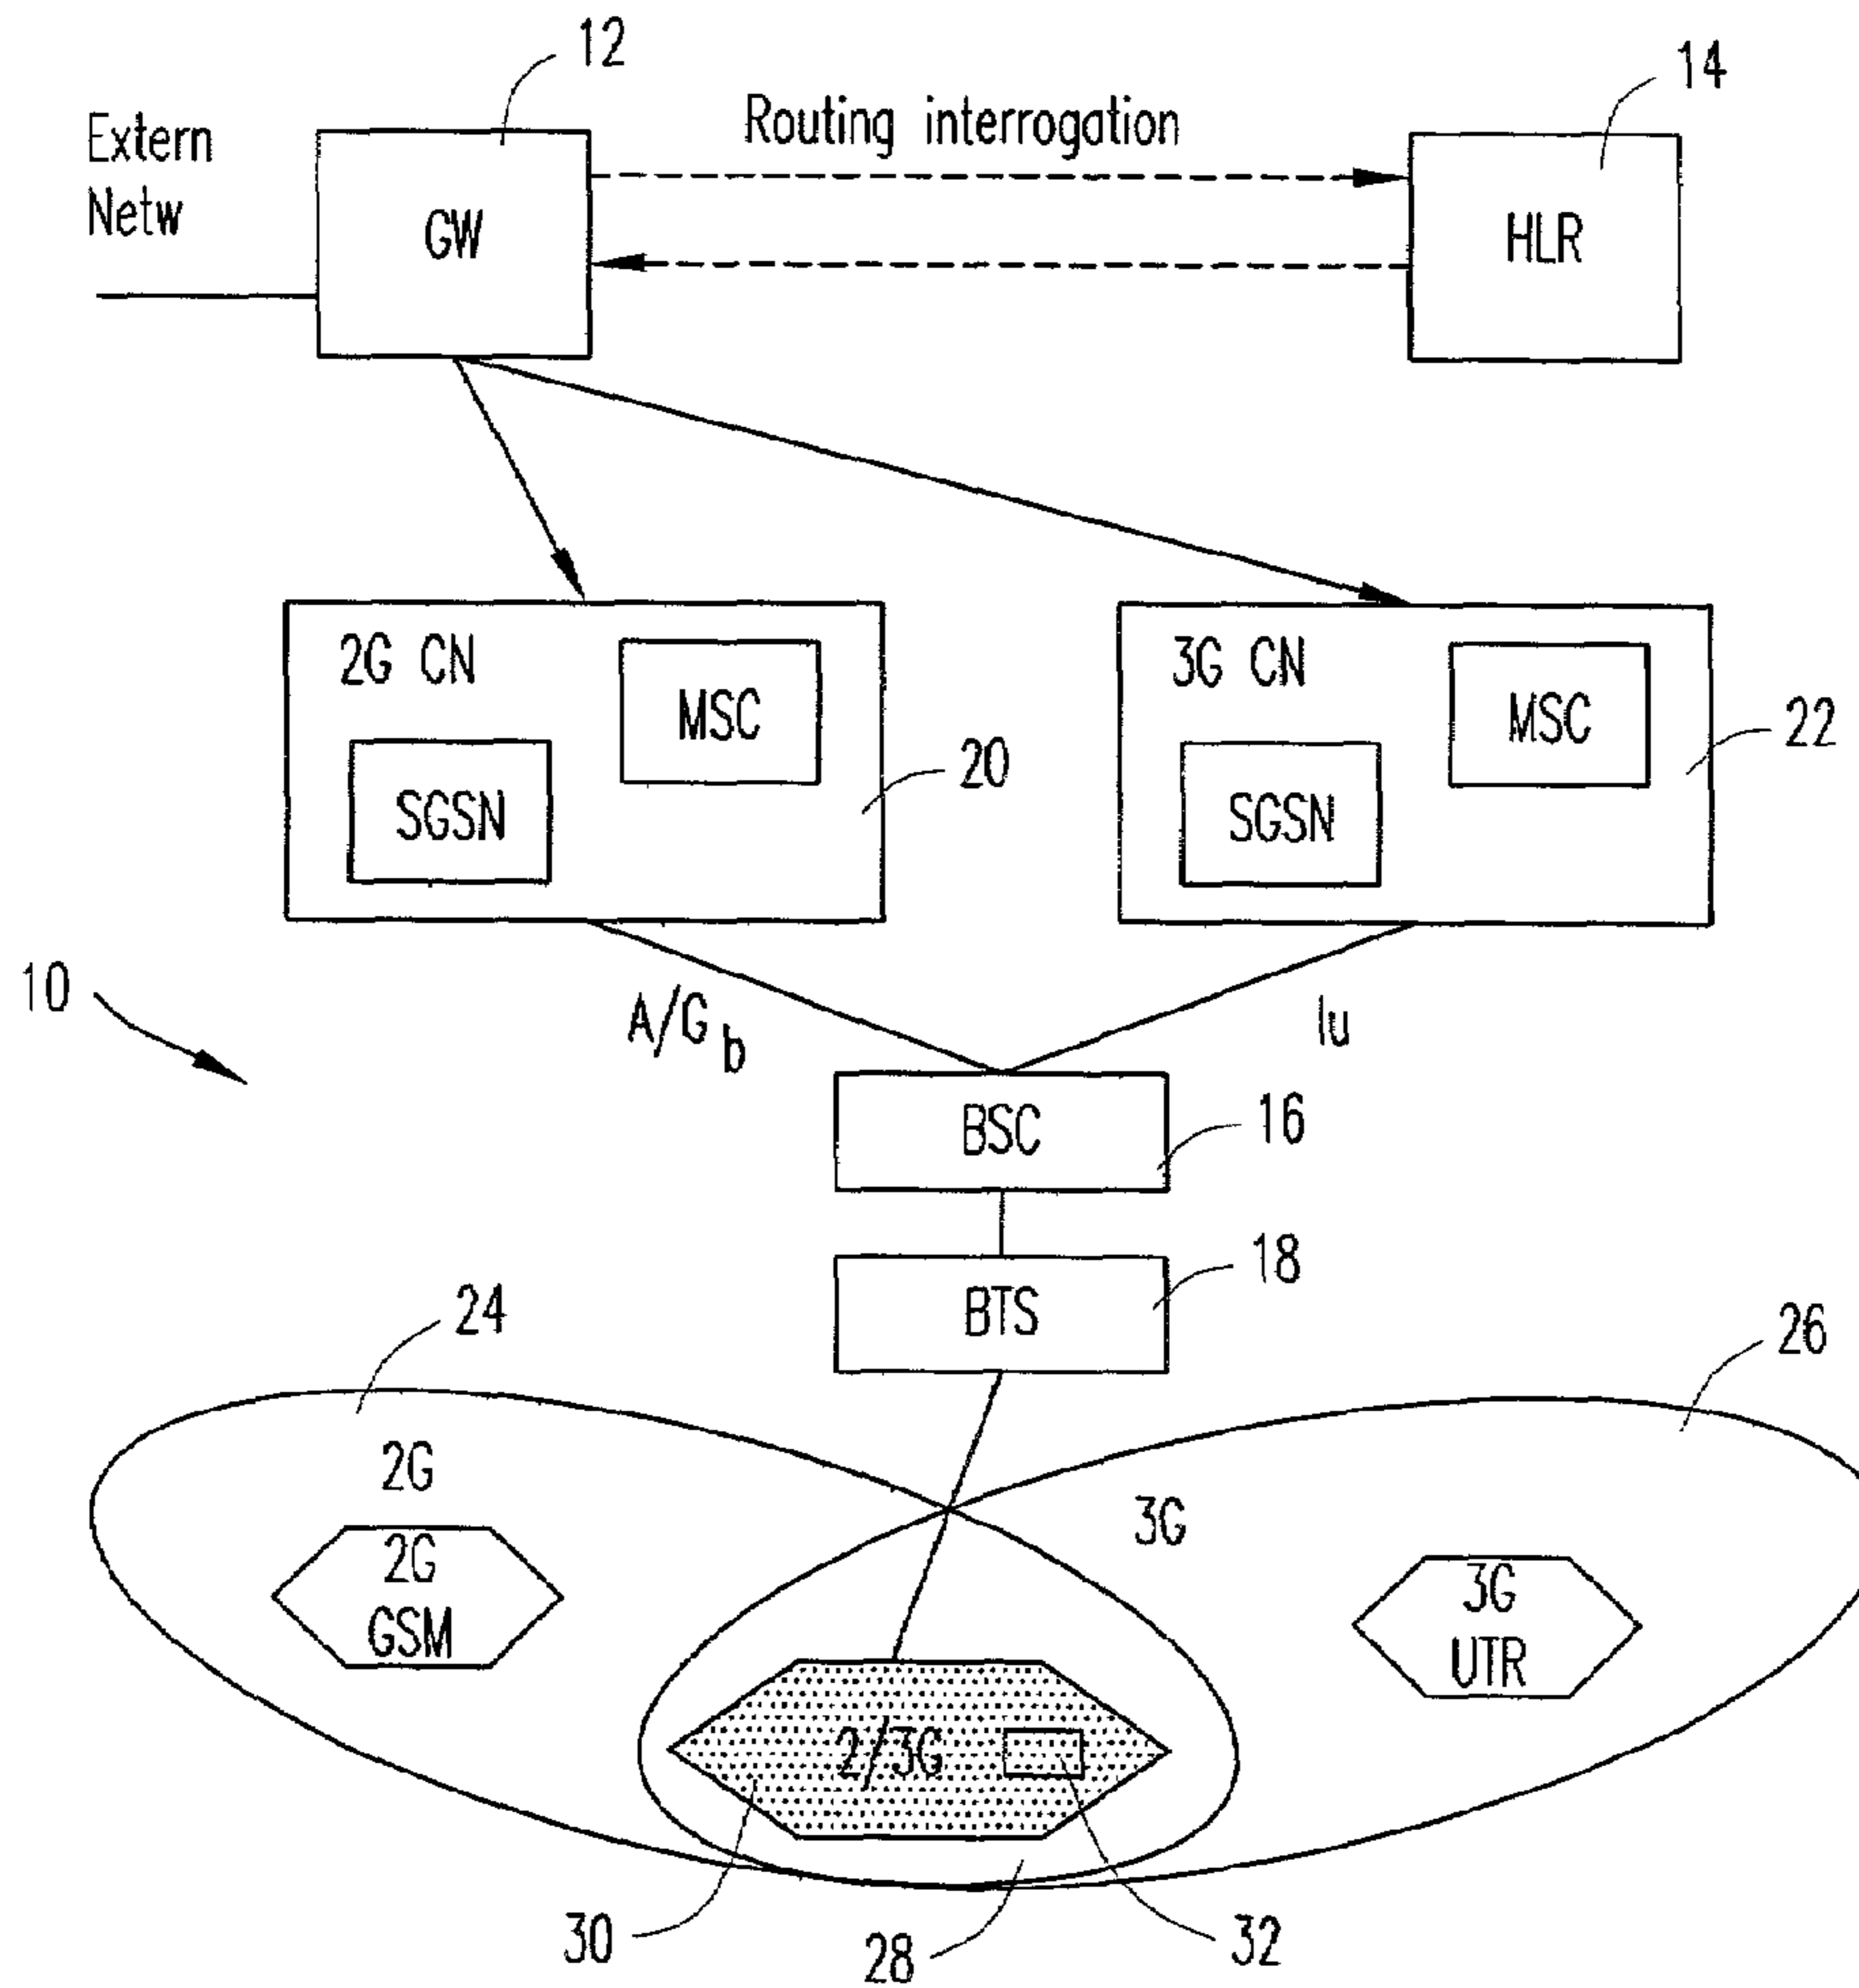 12
14
Extern
Netw
Routing interrogation
GW
HLR
2G CN
MSC
SGSN
20
3G CN
MSC
SGSN
22
10
A/Gb
Iu
BSC
16
BTS
18
24
26
2G
2G
GSM
3G
3G
UTR
2/3G
30
28
32